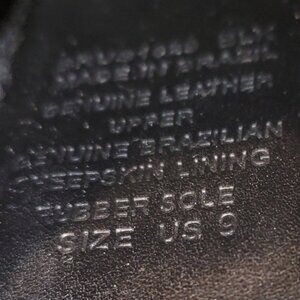 BLK
MADE IN BRAZIL
GENUINE LEATHER
UPPER
GENUINE BRAZILIAN
SHEEPSKIN LINING
RUBBER SOLE
SIZE US 9